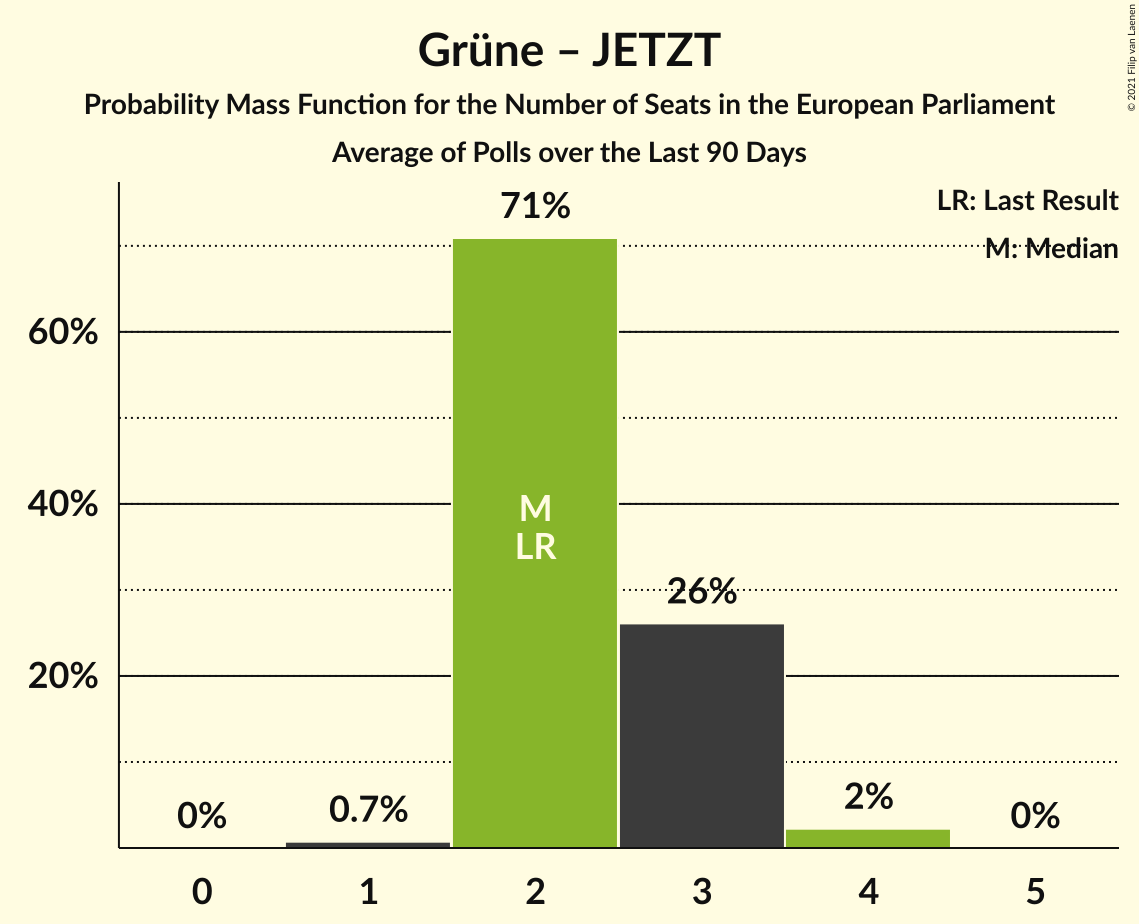 Grüne – JETZT
Probability Mass Function for the Number of Seats in the European Parliament
Average of Polls over the Last 90 Days
© 2021 Filip van Laenen
LR: Last Result
M: Median
71%
60%
40%
M
LR
26%
20%
0%
0.7%
2%
0%
0
1
2
3
4
5